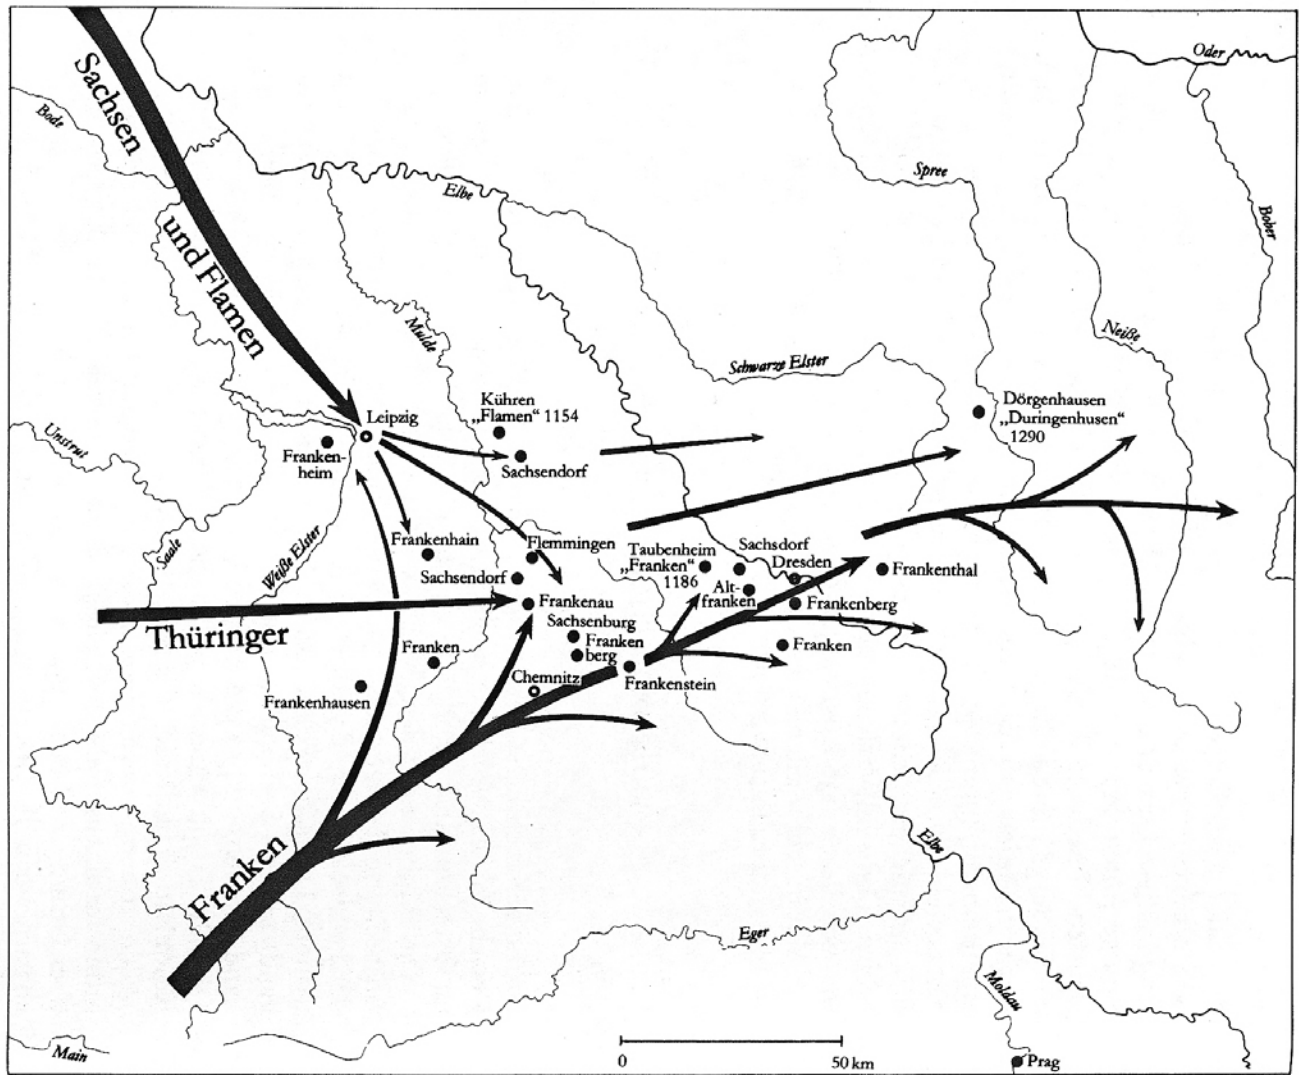 Sachsen
und Flamen
Bode
Oder
Spree
Elbe
Bober
Mulde
Neiße
Schwarze Elster
Kühren
„Flamen“ 1154
Leipzig
Dörgenhausen
„Duringenhusen“
1290
Unstrut
Franken-
heim
Sachsendorf
Saale
Weiße Elster
Frankenhain
Flemmingen
Taubenheim
„Franken“
1186
Sachsdorf
Dresden
Sachsendorf
Alt-
franken
Frankenthal
Frankenau
Frankenberg
Thüringer
Sachsenburg
Franken
berg
Franken
Franken
Chemnitz
Frankenstein
Frankenhausen
Franken
Elbe
Eger
Moldau
Main
0
50 km
Prag